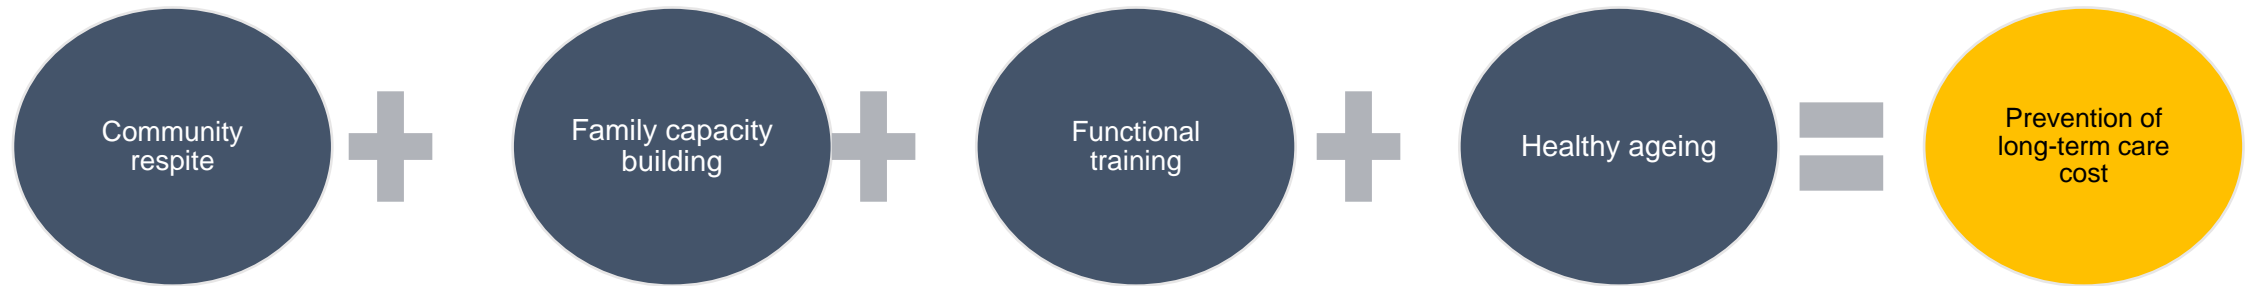 Community
respite
Family capacity
building
Functional
training
Healthy ageing
Prevention of
long-term care
cost